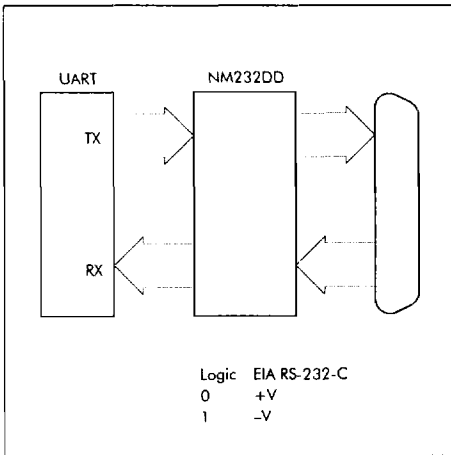 UART NM232DD
TX
RX
Logic EIA RS-232-C
0 +V
1 –V